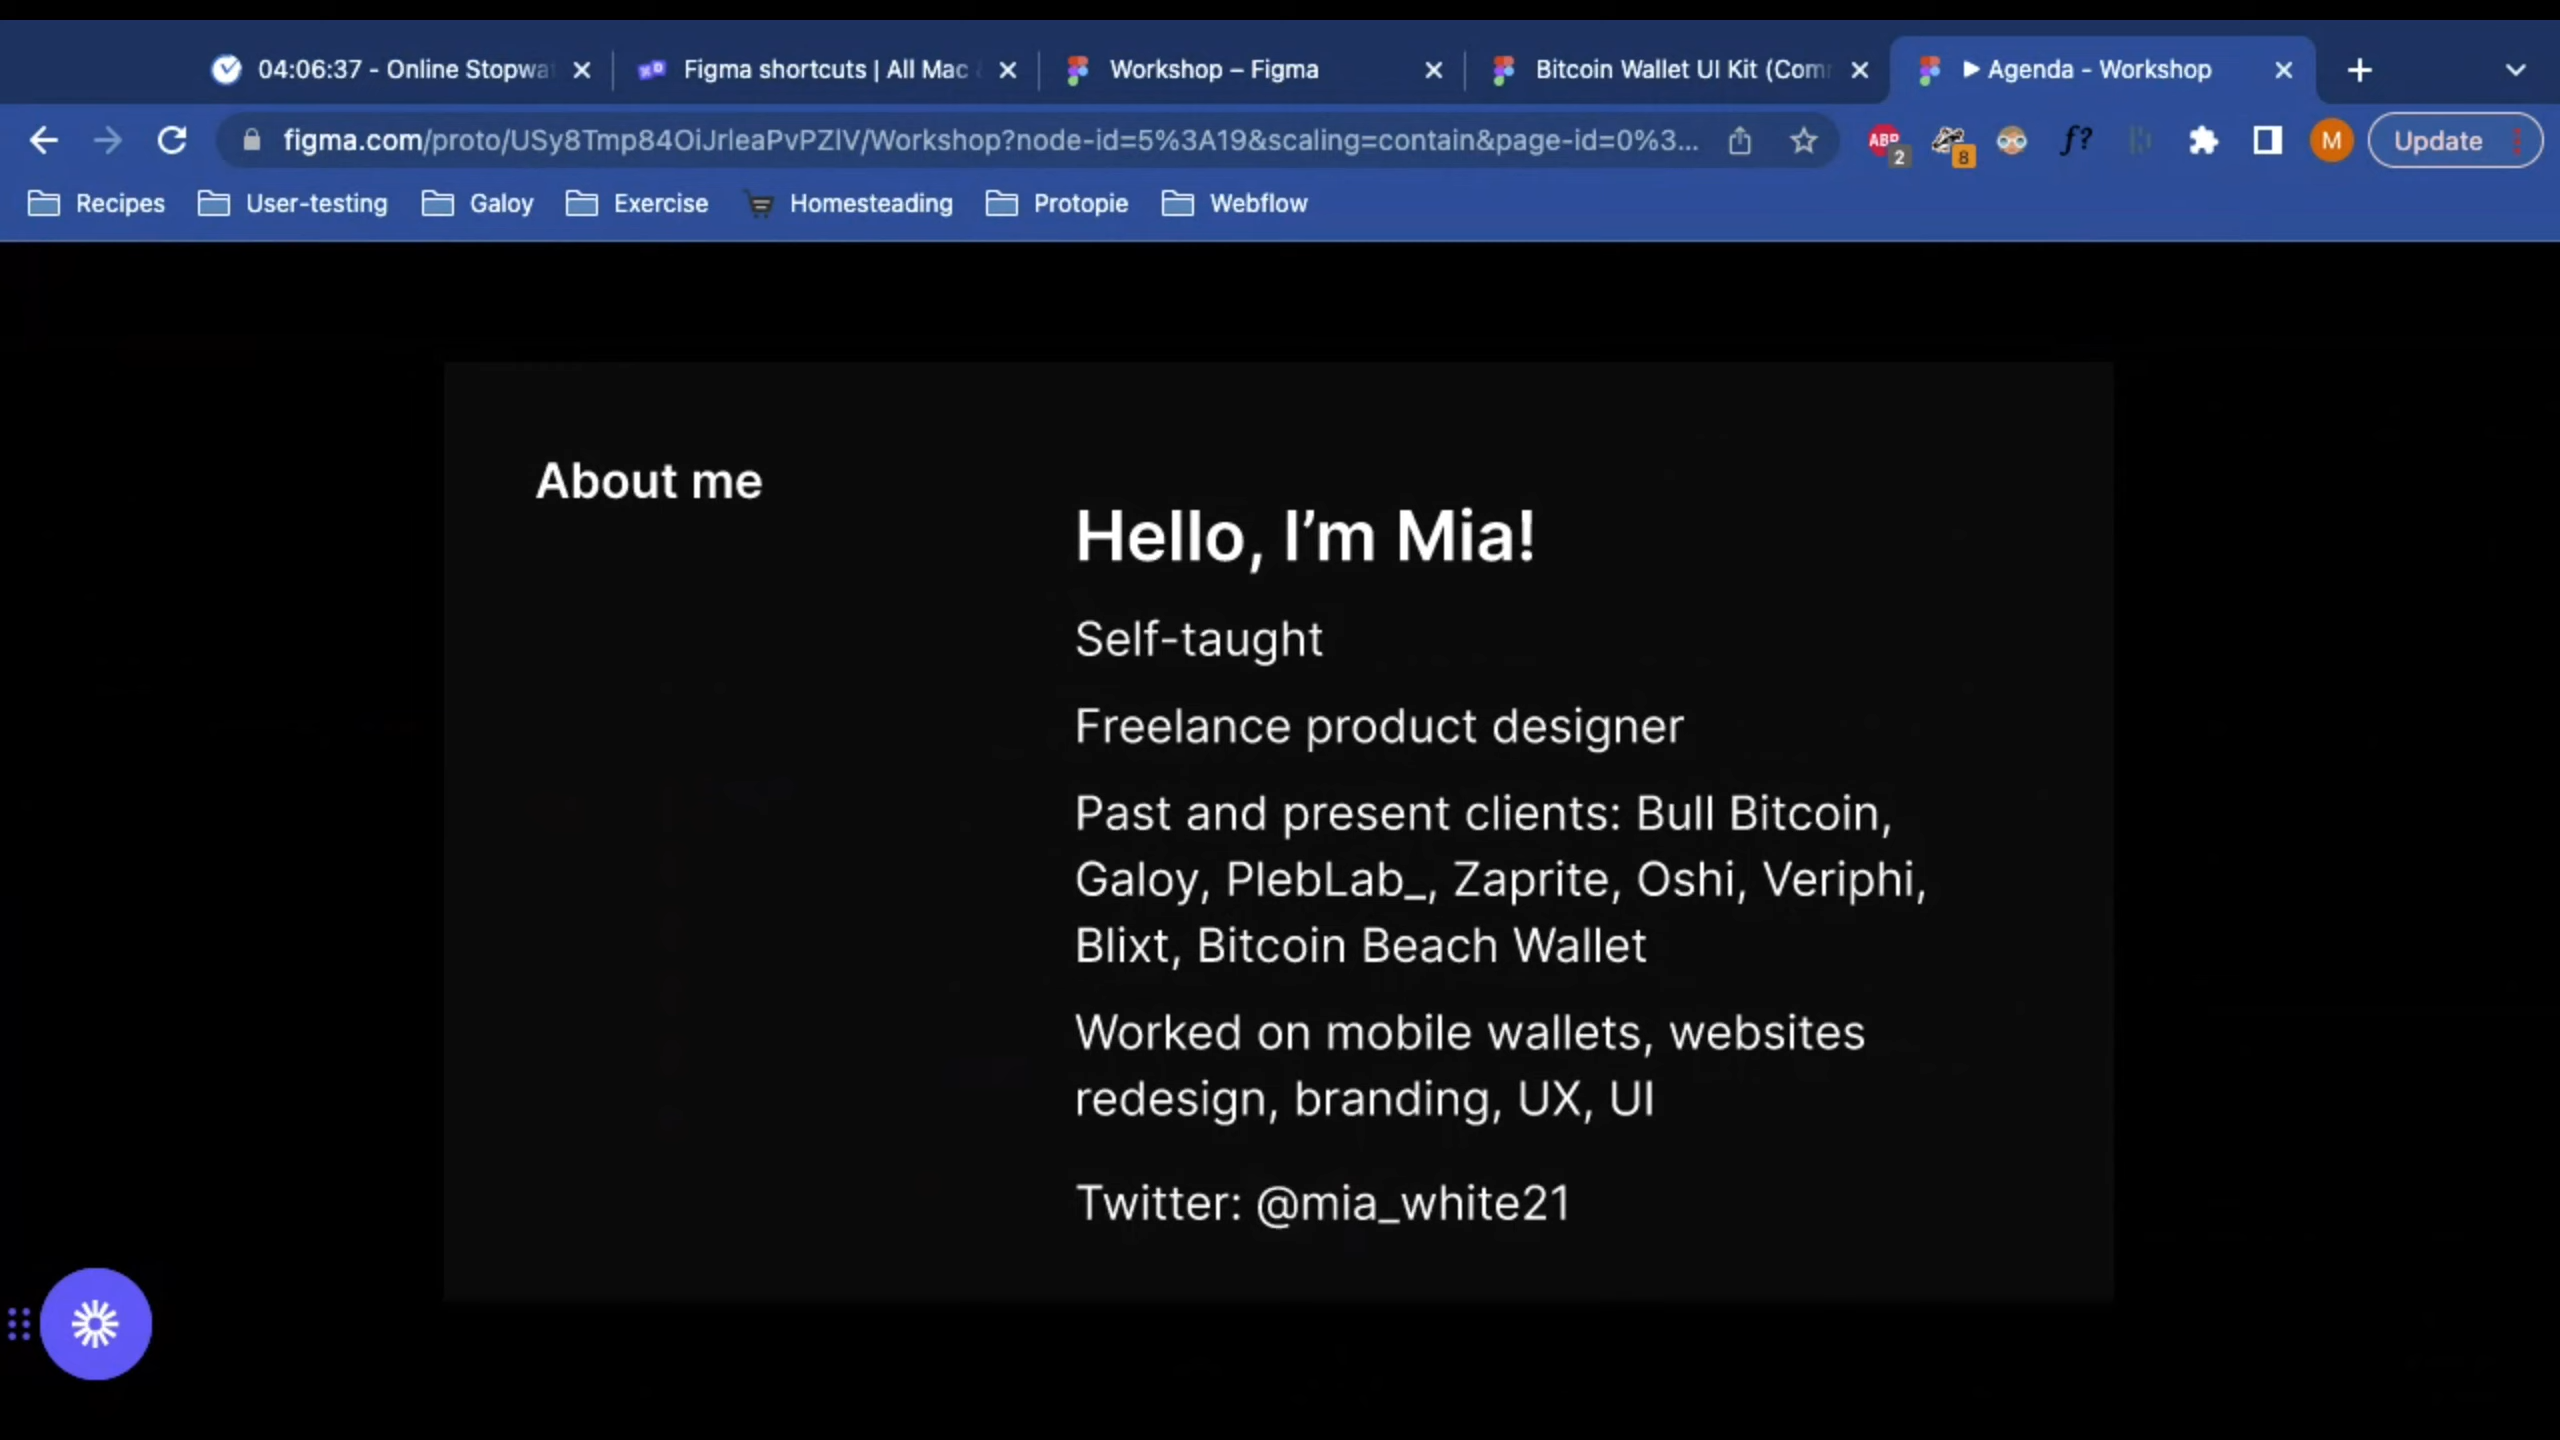 04:06:37 - Online Stopwa
Figma shortcuts | All Mac
Workshop – Figma
Bitcoin Wallet UI Kit (Com
▶ Agenda - Workshop
figma.com/proto/USy8Tmp84OiJrleaPvPZlV/Workshop?node-id=5%3A19&scaling=contain&page-id=0%3...
ABP
2
8
f?
M
Update
Recipes
User-testing
Galoy
Exercise
Homesteading
Protopie
Webflow
About me
Hello, I’m Mia!
Self-taught
Freelance product designer
Past and present clients: Bull Bitcoin,
Galoy, PlebLab_, Zaprite, Oshi, Veriphi,
Blixt, Bitcoin Beach Wallet
Worked on mobile wallets, websites
redesign, branding, UX, UI
Twitter: @mia_white21